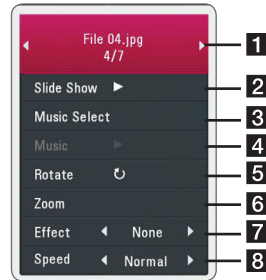 File 04.jpg
4/7
1
Slide Show
2
Music Select
3
Music
4
Rotate
5
Zoom
6
Effect None
7
Speed Normal
8